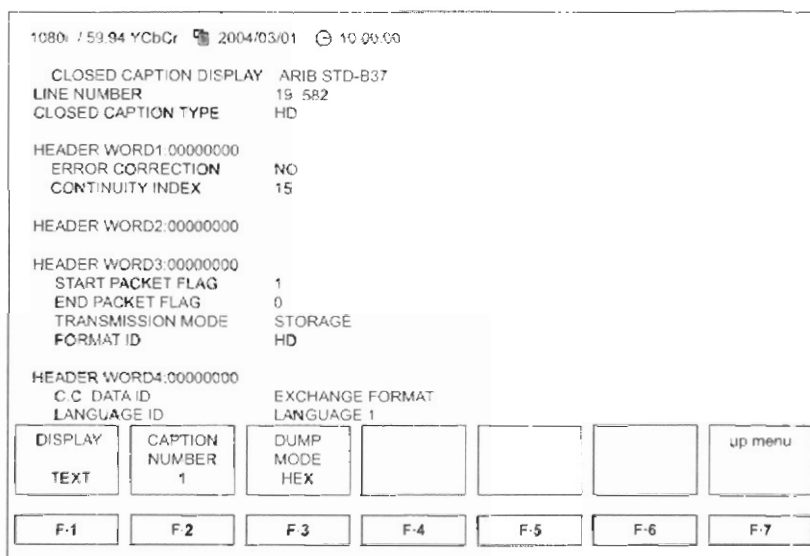 1080i / 59.94 YCbCr 2004/03/01 10:00:00
CLOSED CAPTION DISPLAY ARIB STD-B37
LINE NUMBER 19 582
CLOSED CAPTION TYPE HD
HEADER WORD1:00000000
ERROR CORRECTION NO
CONTINUITY INDEX 15
HEADER WORD2:00000000
HEADER WORD3:00000000
START PACKET FLAG 1
END PACKET FLAG 0
TRANSMISSION MODE STORAGE
FORMAT ID HD
HEADER WORD4:00000000
C.C. DATA ID EXCHANGE FORMAT
LANGUAGE ID LANGUAGE 1
DISPLAY CAPTION DUMP up menu
NUMBER MODE
TEXT 1 HEX
F·1 F·2 F·3 F·4 F·5 F·6 F·7